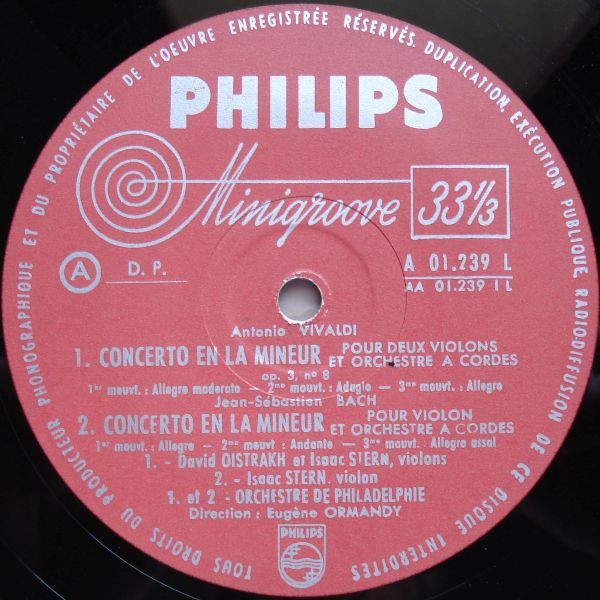 TOUS DROITS DU PRODUCTEUR PHONOGRAPHIQUE ET DU PROPRIÉTAIRE DE L'OEUVRE ENREGISTRÉE RÉSERVÉS. DUPLICATION, EXÉCUTION PUBLIQUE, RADIODIFFUSION DE CE DISQUE INTERDITES
PHILIPS
Minigroove 33⅓
A D. P. A 01.239 L
AA 01.239 1 L
Antonio VIVALDI
1. CONCERTO EN LA MINEUR POUR DEUX VIOLONS ET ORCHESTRE A CORDES
op. 3, nº 8
1er mouvt. : Allegro moderato – 2me mouvt. : Adagio – 3me mouvt. : Allegro
Jean-Sébastien BACH
2. CONCERTO EN LA MINEUR POUR VIOLON ET ORCHESTRE A CORDES
1er mouvt. : Allegro – 2me mouvt : Andante – 3me mouvt. Allegro assai
1. - David OISTRAKH et Isaac STERN, violons
2. - Isaac STERN. violon
1. et 2 - ORCHESTRE DE PHILADELPHIE
Direction : Eugène ORMANDY
PHILIPS